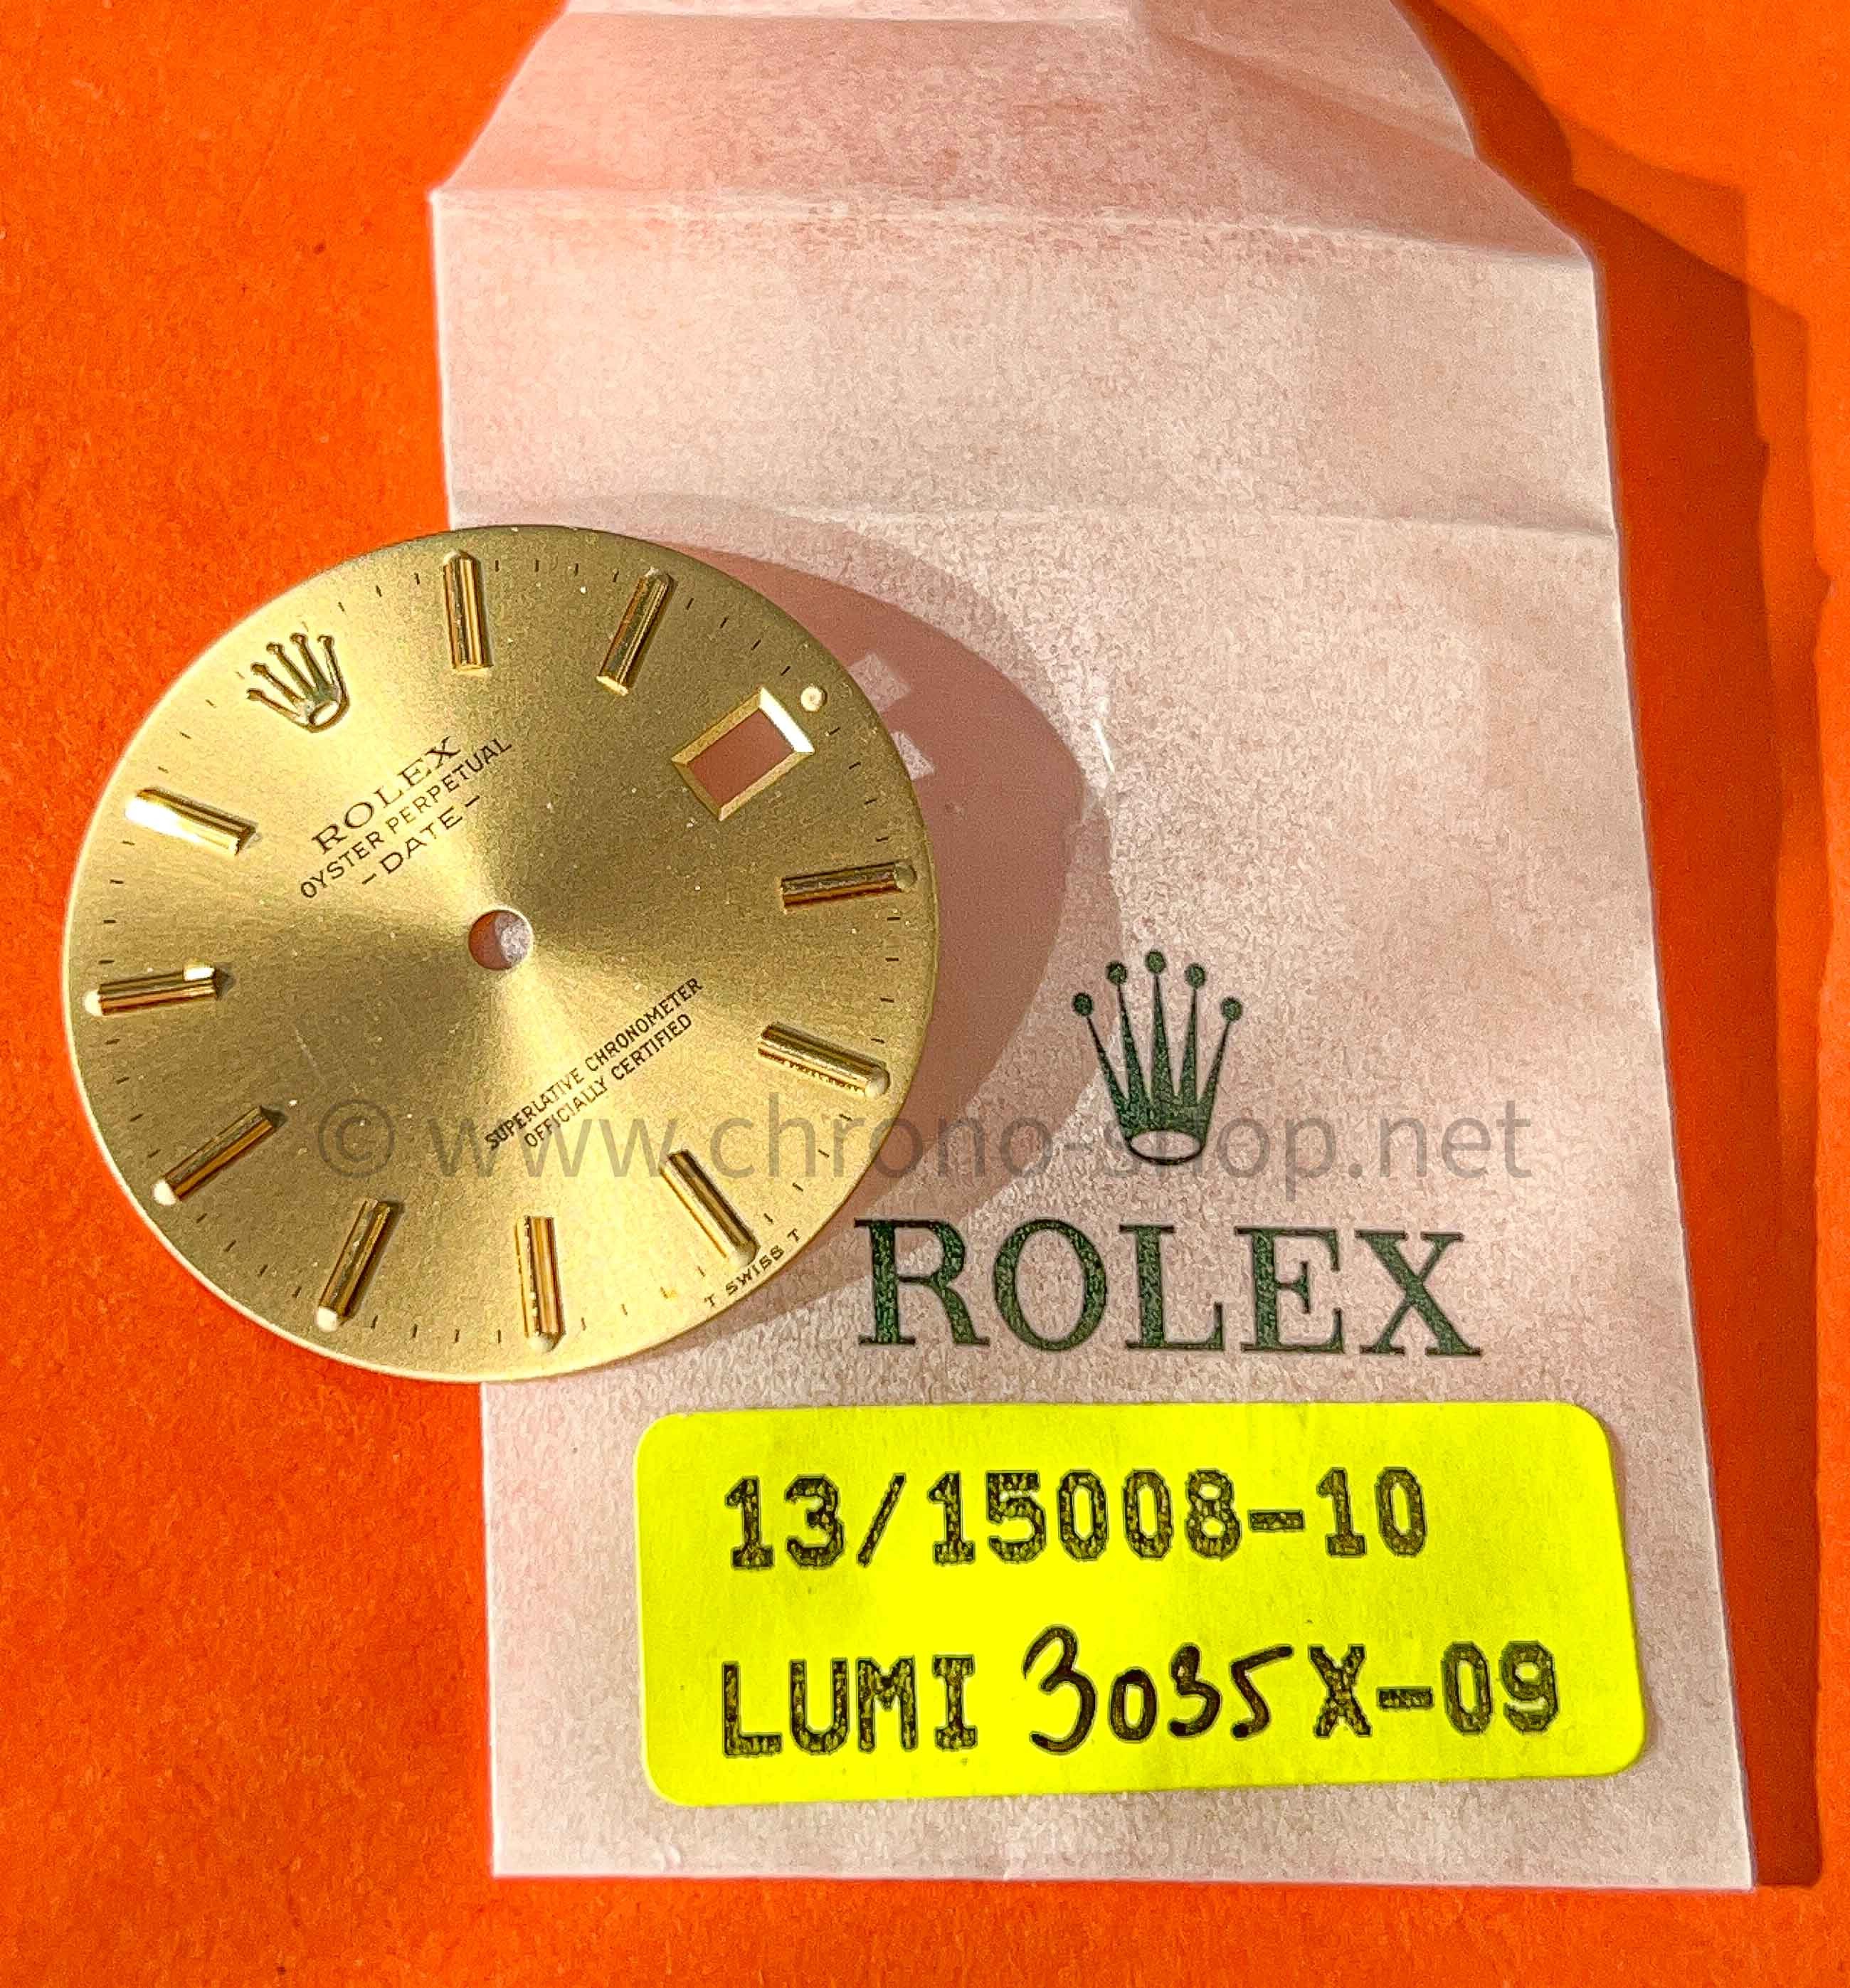 ROLEX
OYSTER PERPETUAL
-DATE-
SUPERLATIVE CHRONOMETER
OFFICIALLY CERTIFIED
T SWISS T
© www.chrono-shop.net
ROLEX
13/15008-10
LUMI 3035X-09